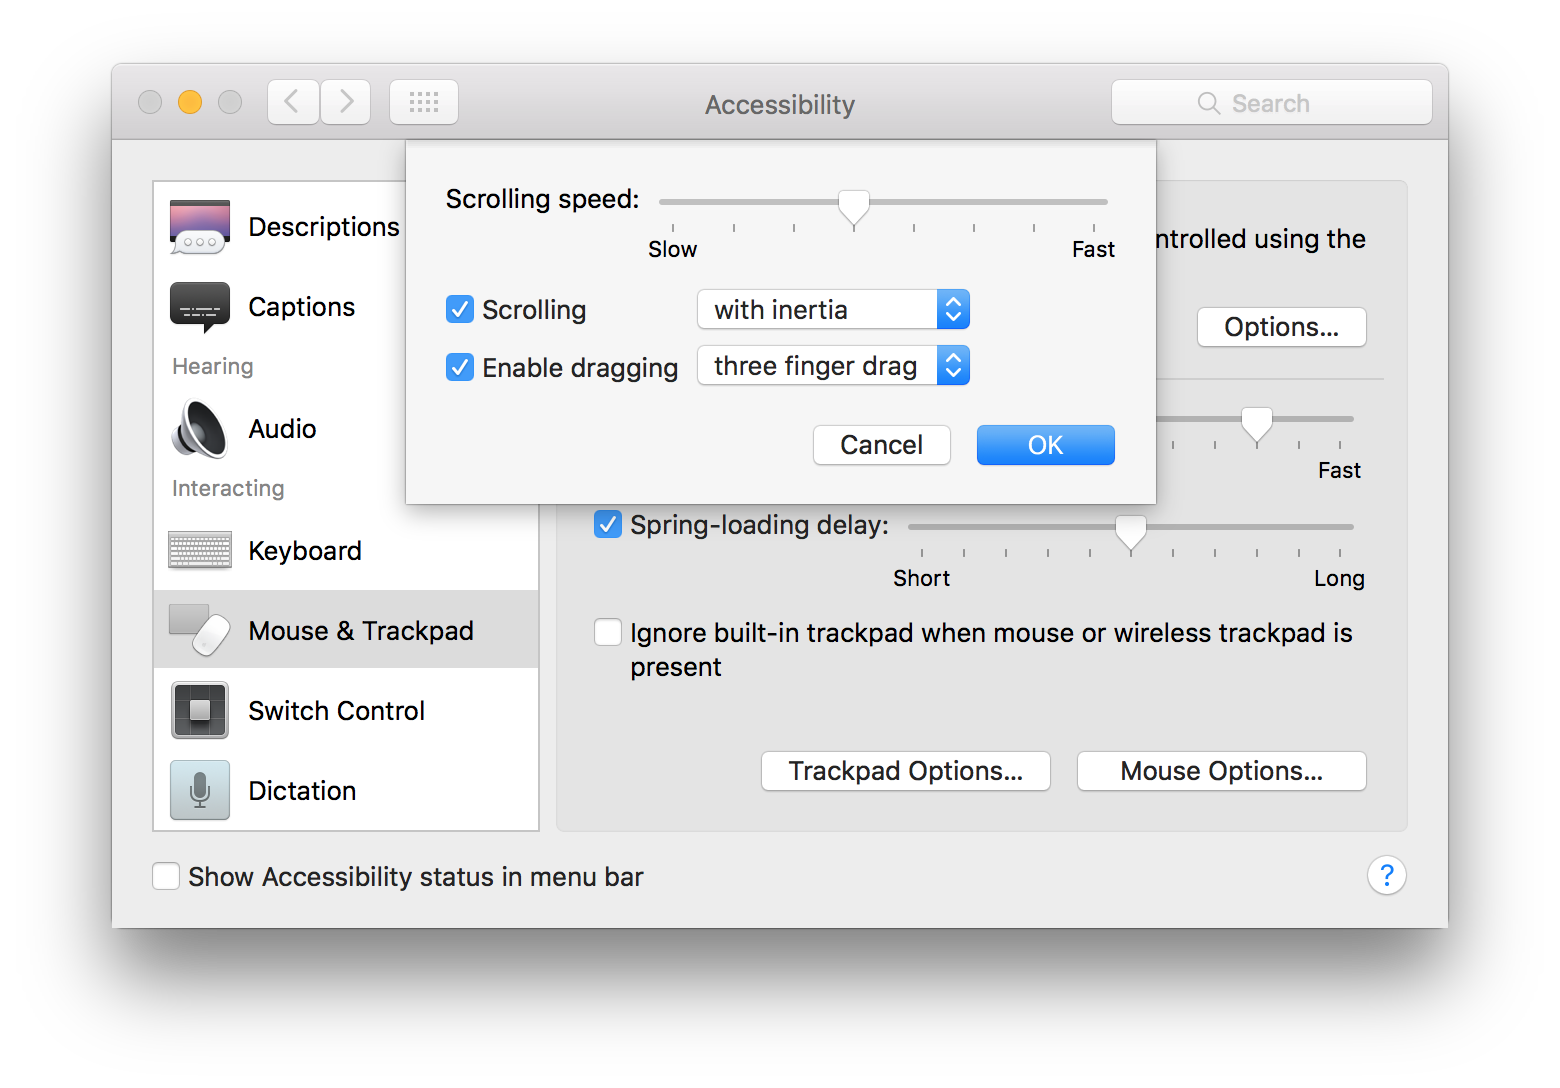 Accessibility
Search
Descriptions
Captions
Hearing
Audio
Interacting
Keyboard
Mouse & Trackpad
Switch Control
Dictation
Scrolling speed:
Slow
Fast
Scrolling
with inertia
Enable dragging
three finger drag
Cancel
OK
ntrolled using the
Options...
Fast
Spring-loading delay:
Short
Long
Ignore built-in trackpad when mouse or wireless trackpad is
present
Trackpad Options...
Mouse Options...
Show Accessibility status in menu bar
?